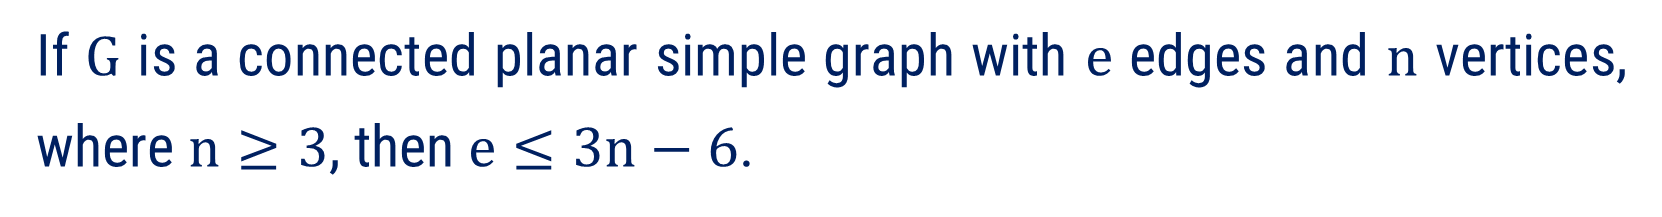 If G is a connected planar simple graph with e edges and n vertices,
where n ≥ 3, then e ≤ 3n − 6.